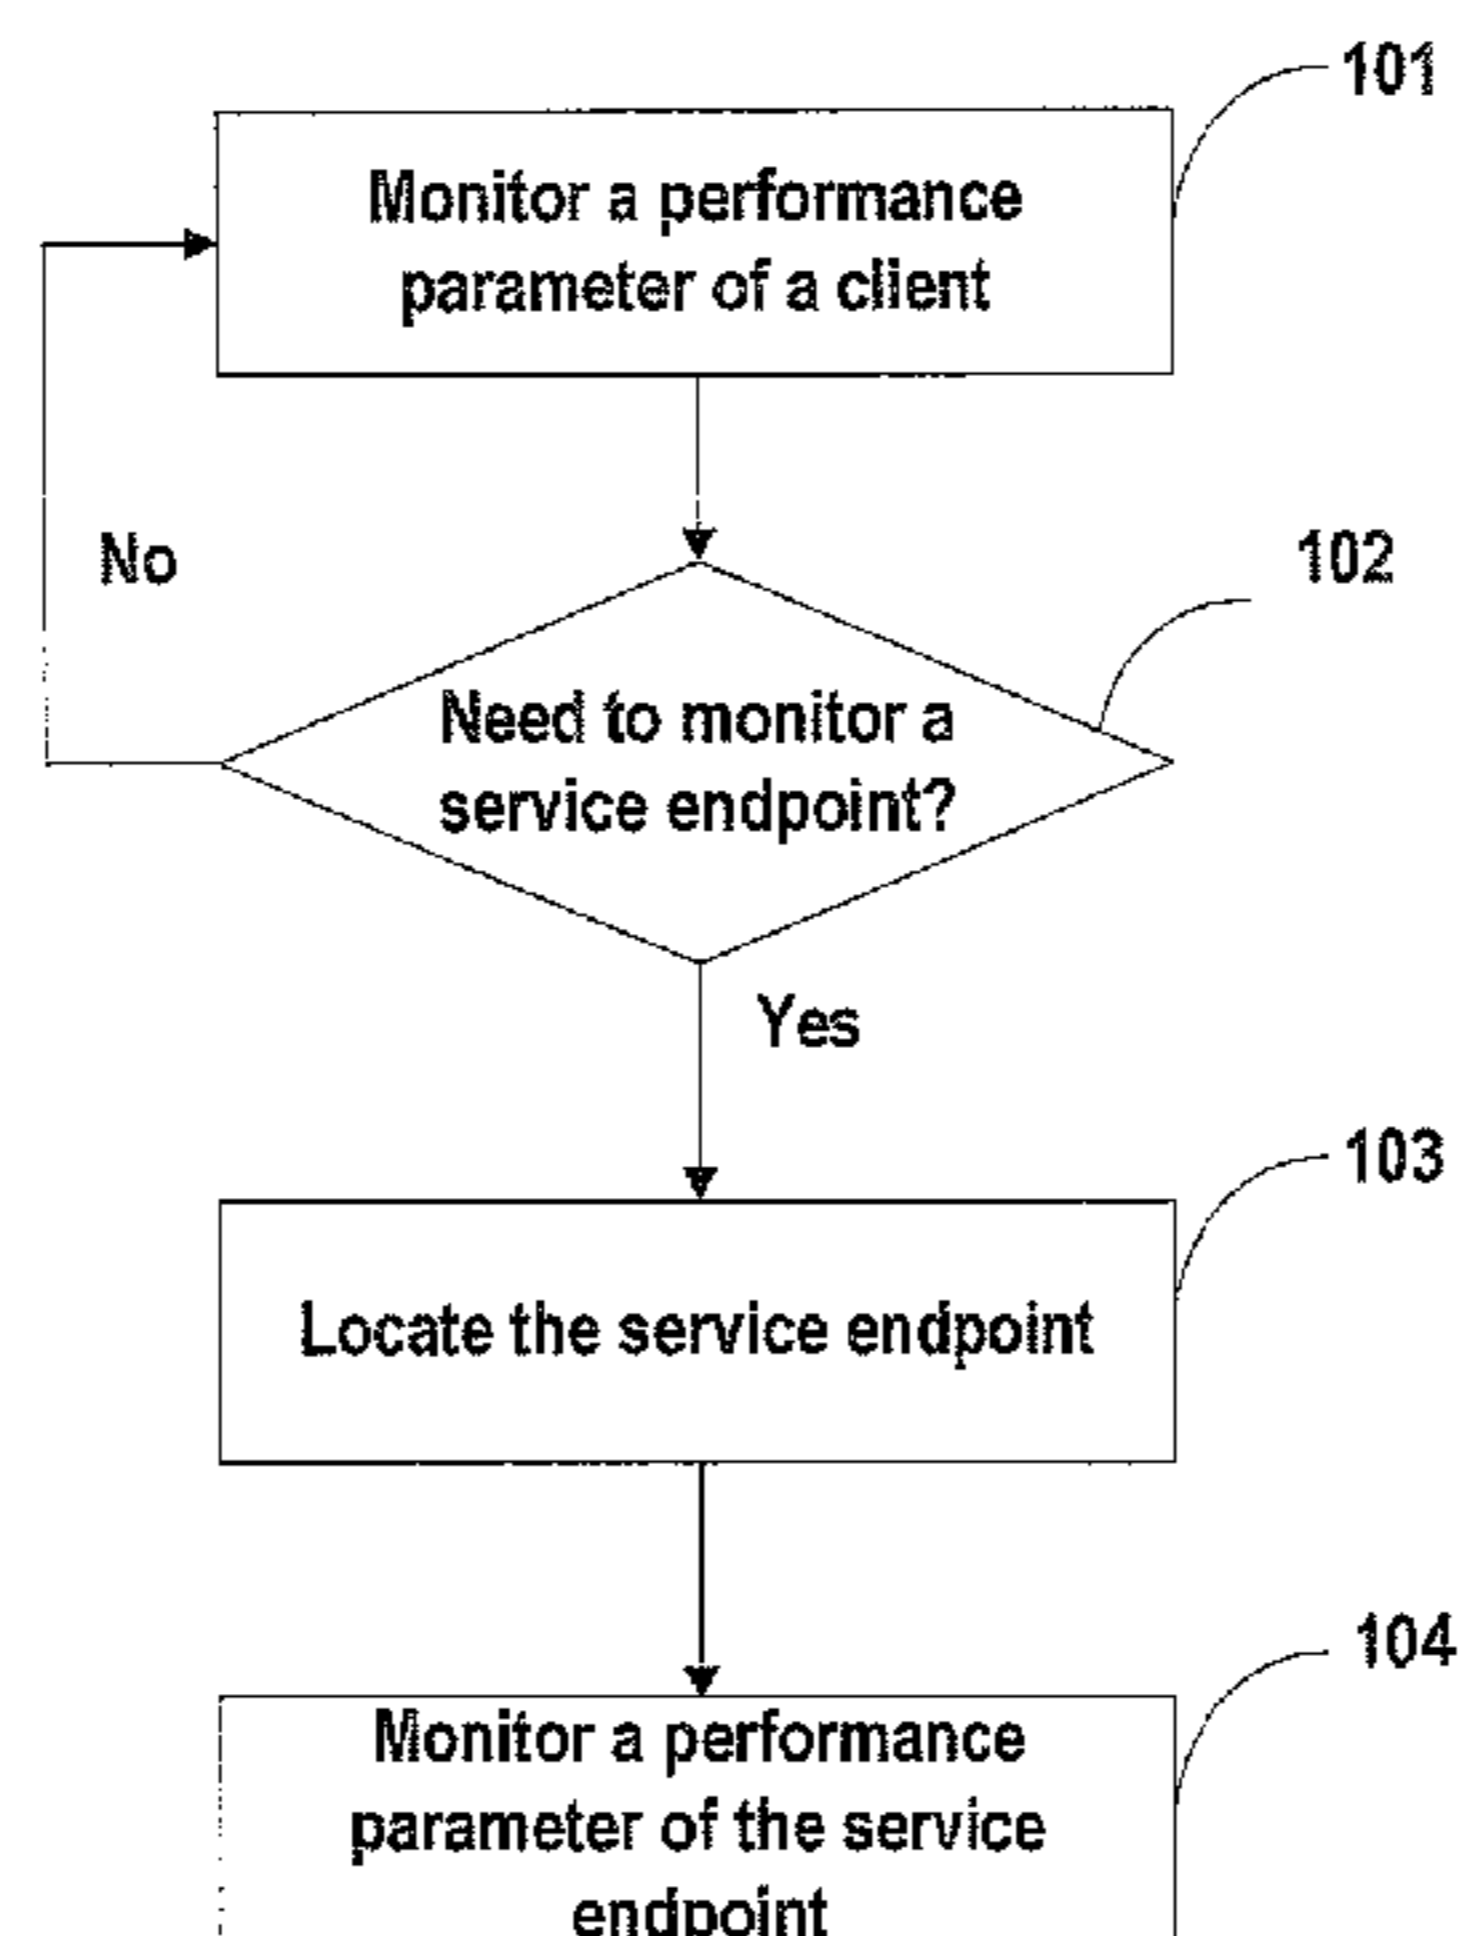 101
Monitor a performance
parameter of a client
No
102
Need to monitor a
service endpoint?
Yes
103
Locate the service endpoint
104
Monitor a performance
parameter of the service
endpoint